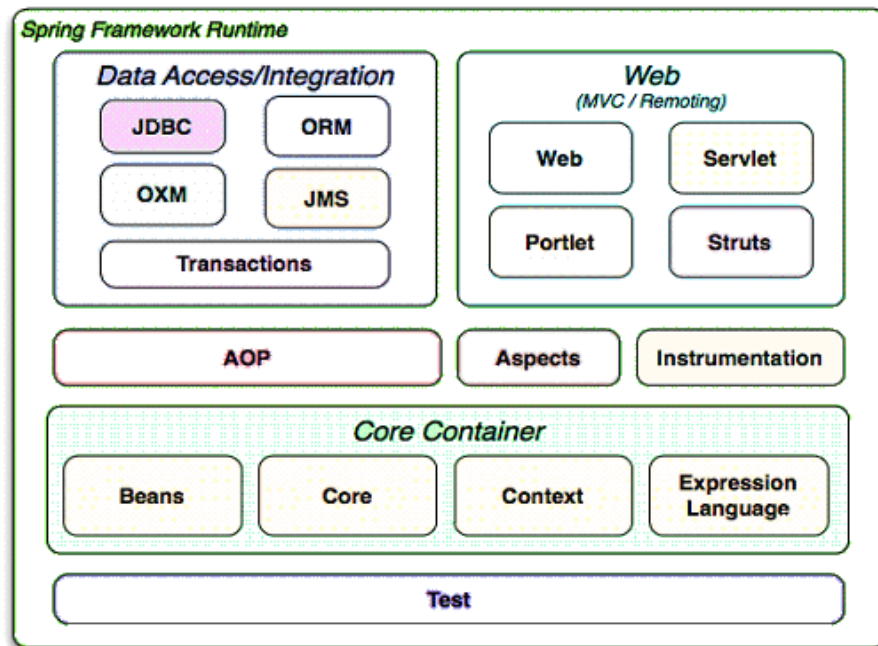 Spring Framework Runtime
Data Access/Integration
JDBC
ORM
OXM
JMS
Transactions
Web
(MVC / Remoting)
Web
Servlet
Portlet
Struts
AOP
Aspects
Instrumentation
Core Container
Beans
Core
Context
Expression
Language
Test